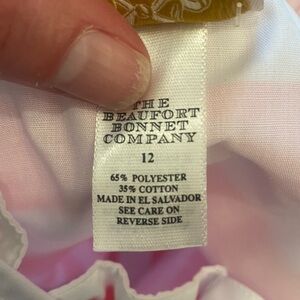 THE
BEAUFORT
BONNET
COMPANY
12
65% POLYESTER
35% COTTON
MADE IN EL SALVADOR
SEE CARE ON
REVERSE SIDE